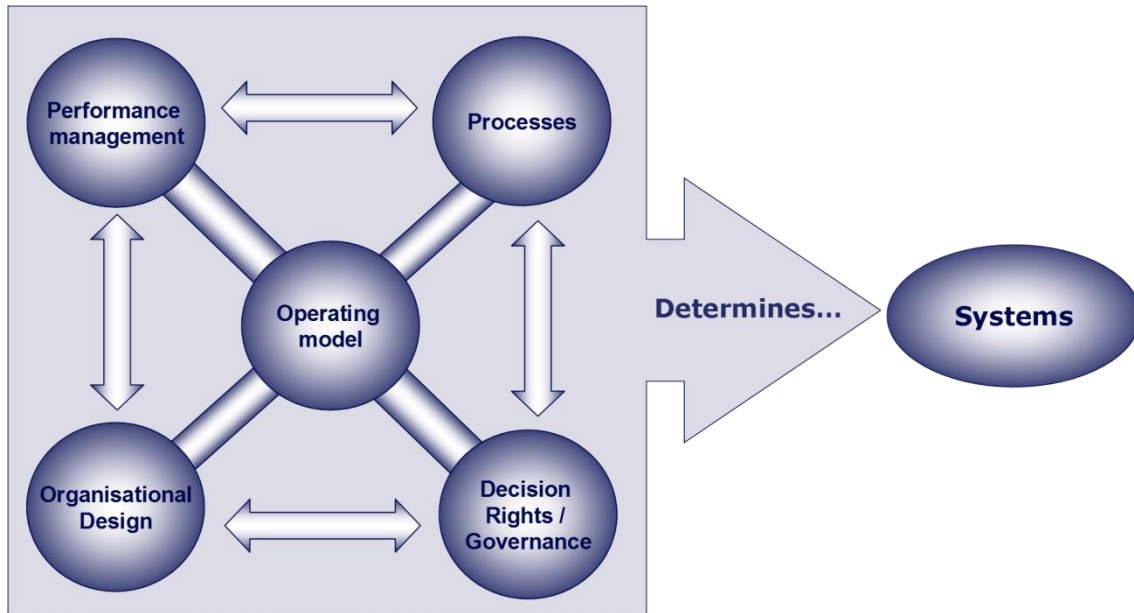 Performance
management
Processes
Operating
model
Determines...
Systems
Organisational
Design
Decision
Rights /
Governance